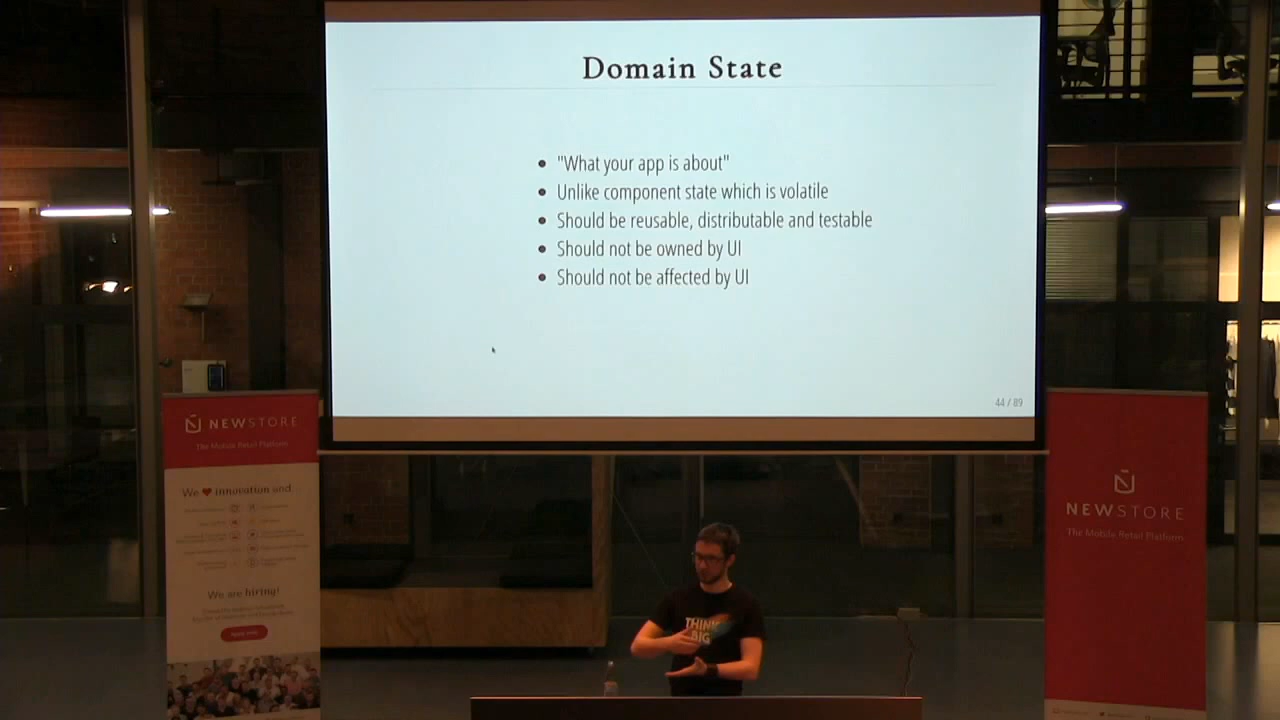 Domain State
"What your app is about"
Unlike component state which is volatile
Should be reusable, distributable and testable
Should not be owned by UI
Should not be affected by UI
44 / 89
NEWSTORE
The Mobile Retail Platform
We innovation and:
We are hiring!
NEWSTORE
The Mobile Retail Platform
THINK
BIG